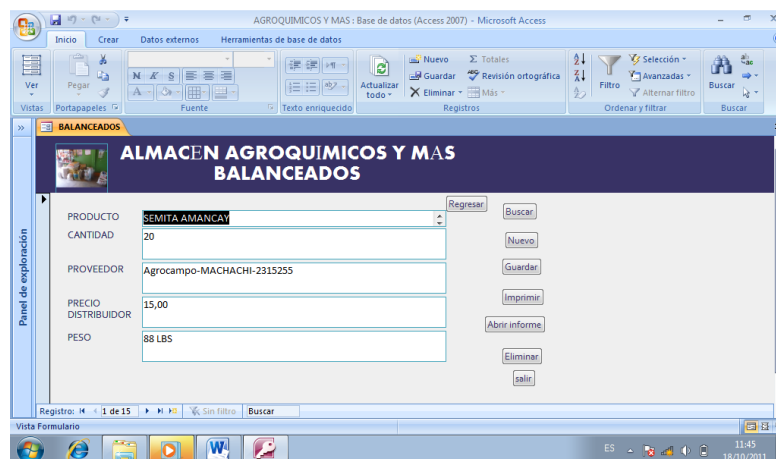 AGROQUIMICOS Y MAS : Base de datos (Access 2007) - Microsoft Access
Inicio Crear Datos externos Herramientas de base de datos
Ver
Pegar
N K S
A
Actualizar todo
Nuevo
Guardar
Eliminar
Totales
Revisión ortográfica
Más
Filtro
Selección
Avanzadas
Alternar filtro
Buscar
Vistas Portapapeles Fuente Texto enriquecido Registros Ordenar y filtrar Buscar
BALANCEADOS
ALMACEN AGROQUIMICOS Y MAS
BALANCEADOS
Panel de exploración
Regresar
PRODUCTO SEMITA AMANCAY Buscar
CANTIDAD 20 Nuevo
PROVEEDOR Agrocampo-MACHACHI-2315255 Guardar
PRECIO DISTRIBUIDOR 15,00 Imprimir
Abrir informe
PESO 88 LBS
Eliminar
salir
Registro: 1 de 15 Sin filtro Buscar
Vista Formulario
ES 11:45
18/10/2011